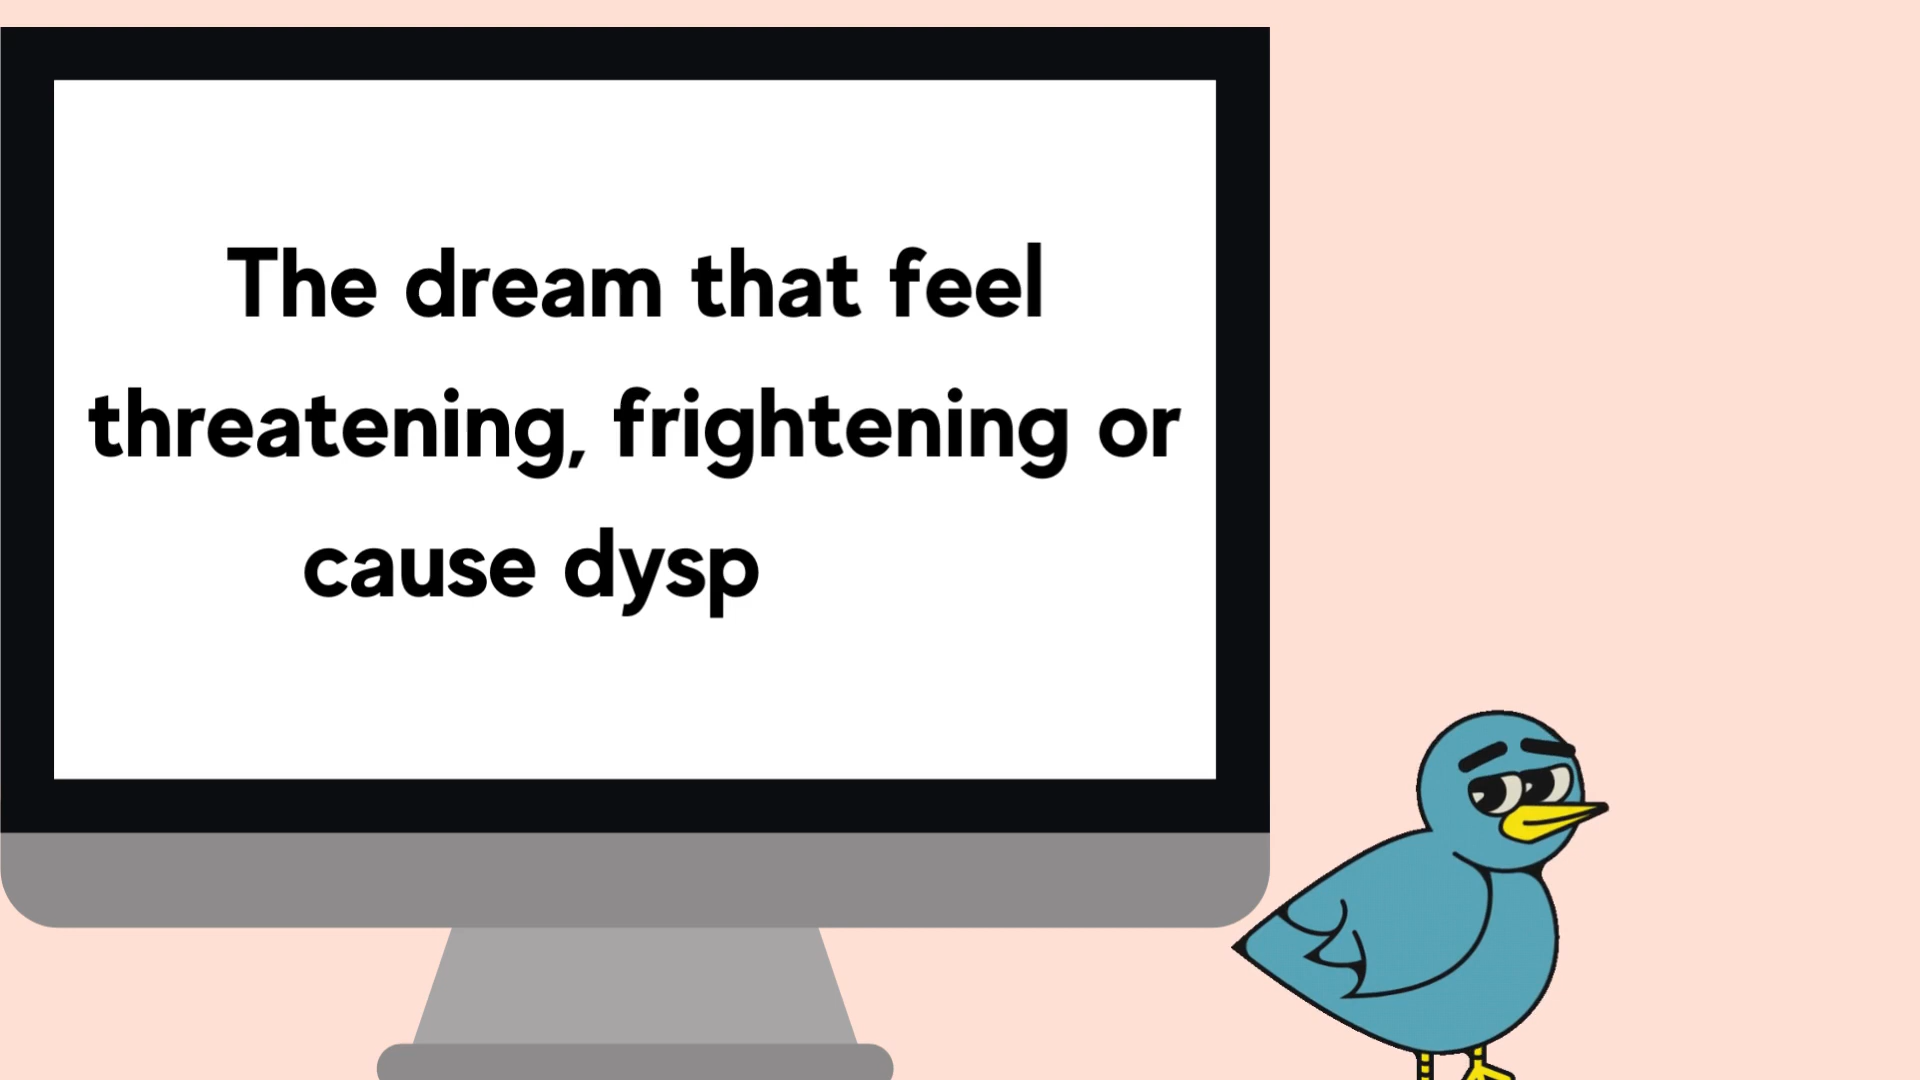 The dream that feel
threatening, frightening or
cause dysp